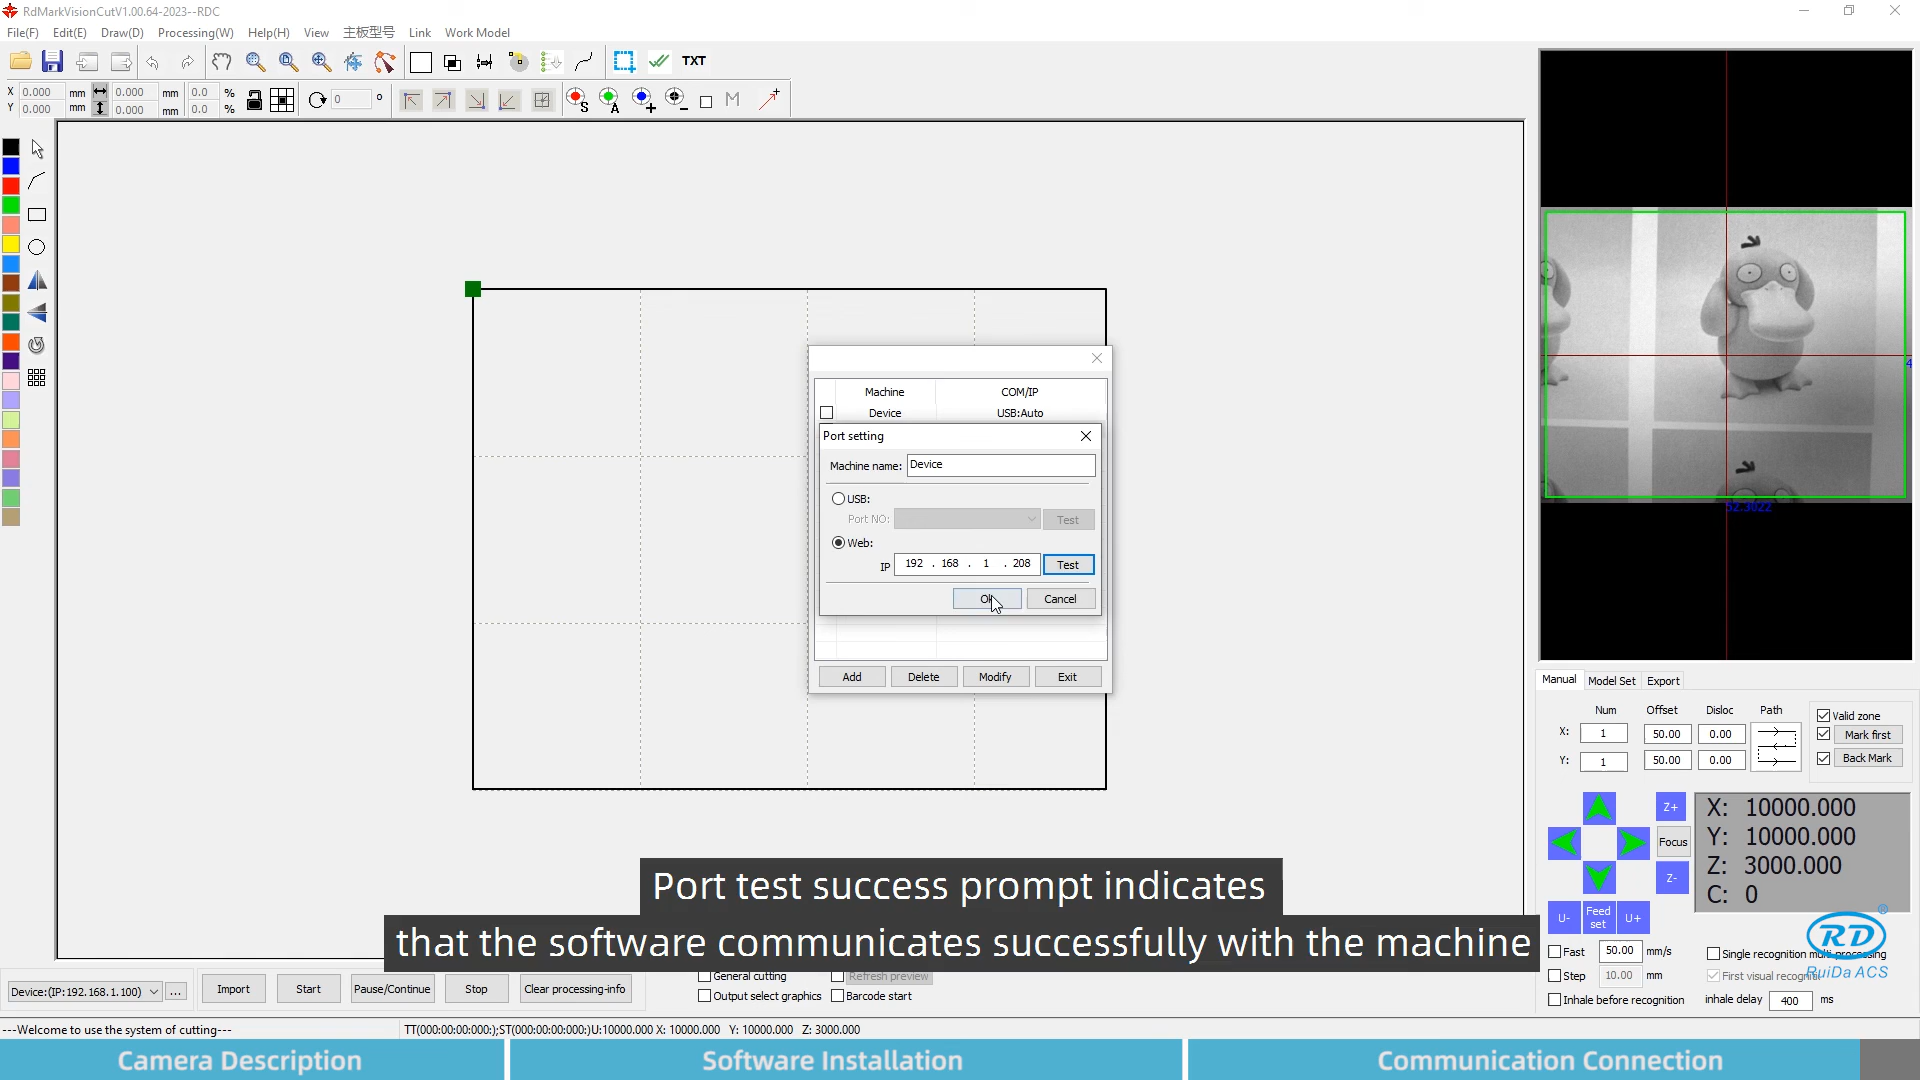 RdMarkVisionCutV1.00.64-2023--RDC
File(F) Edit(E) Draw(D) Processing(W) Help(H) View 主板型号 Link Work Model
TXT
X 0.000 mm 0.000 mm 0.0 %
Y 0.000 mm 0.000 mm 0.0 %
0 °
S A M
Machine COM/IP
Device USB:Auto
Port setting
Machine name: Device
USB:
Port NO: Test
Web:
IP 192 . 168 . 1 . 208 Test
Ok Cancel
Add Delete Modify Exit
4
52.3022
Manual Model Set Export
Num Offset Disloc Path
X: 1 50.00 0.00
Y: 1 50.00 0.00
Valid zone
Mark first
Back Mark
Z+
Focus
Z-
U- Feed set U+
X: 10000.000
Y: 10000.000
Z: 3000.000
C: 0
Fast 50.00 mm/s
Step 10.00 mm
Inhale before recognition
Single recognition multi-processing
First visual recogniti
inhale delay 400 ms
RD ®
RuiDa ACS
Port test success prompt indicates
that the software communicates successfully with the machine
General cutting Refresh preview
Output select graphics Barcode start
Device:(IP:192.168.1.100) ... Import Start Pause/Continue Stop Clear processing-info
---Welcome to use the system of cutting--- TT(000:00:00:000:);ST(000:00:00:000:)U:10000.000 X: 10000.000 Y: 10000.000 Z: 3000.000
Camera Description Software Installation Communication Connection